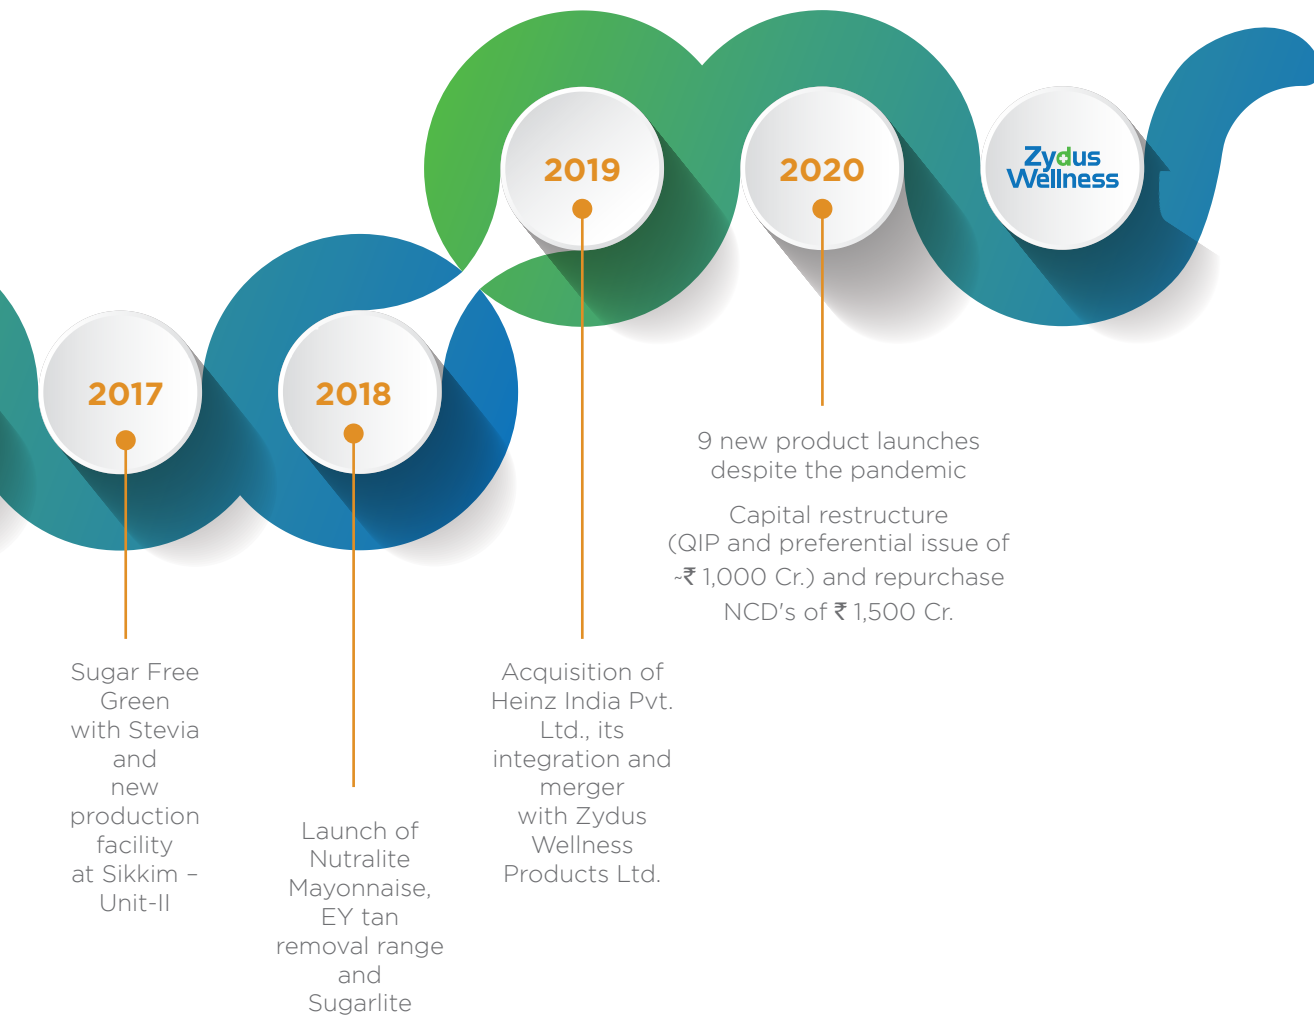 2017
Sugar Free
Green
with Stevia
and
new
production
facility
at Sikkim –
Unit-II
2018
Launch of
Nutralite
Mayonnaise,
EY tan
removal range
and
Sugarlite
2019
Acquisition of
Heinz India Pvt.
Ltd., its
integration and
merger
with Zydus
Wellness
Products Ltd.
2020
9 new product launches
despite the pandemic
Capital restructure
(QIP and preferential issue of
~₹ 1,000 Cr.) and repurchase
NCD's of ₹ 1,500 Cr.
Zydus
Wellness